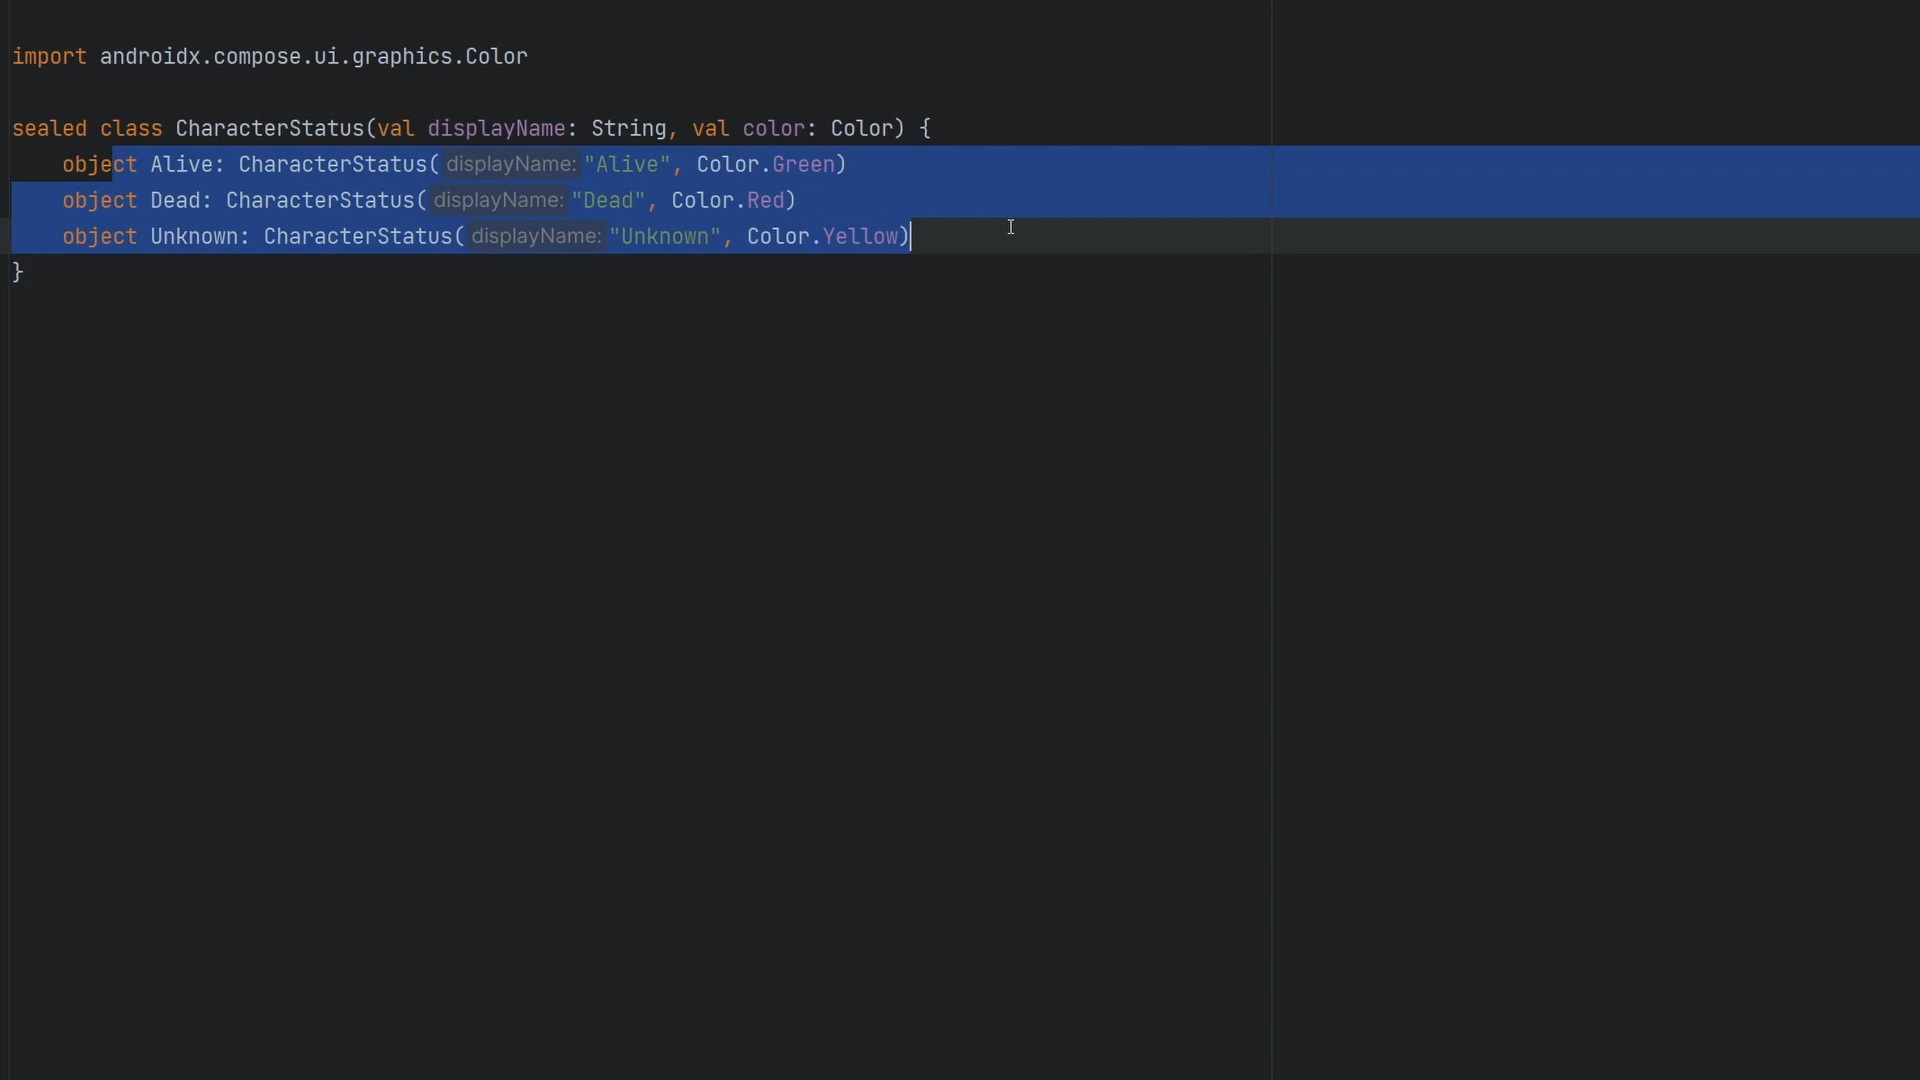 import androidx.compose.ui.graphics.Color
sealed class CharacterStatus(val displayName: String, val color: Color) {
object Alive: CharacterStatus( displayName: "Alive", Color.Green)
object Dead: CharacterStatus( displayName: "Dead", Color.Red)
object Unknown: CharacterStatus( displayName: "Unknown", Color.Yellow)
}